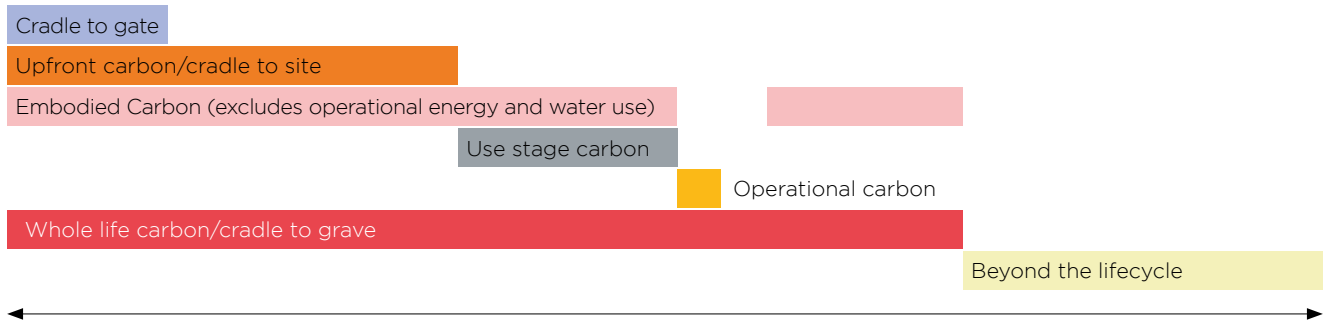 Cradle to gate
Upfront carbon/cradle to site
Embodied Carbon (excludes operational energy and water use)
Use stage carbon
Operational carbon
Whole life carbon/cradle to grave
Beyond the lifecycle